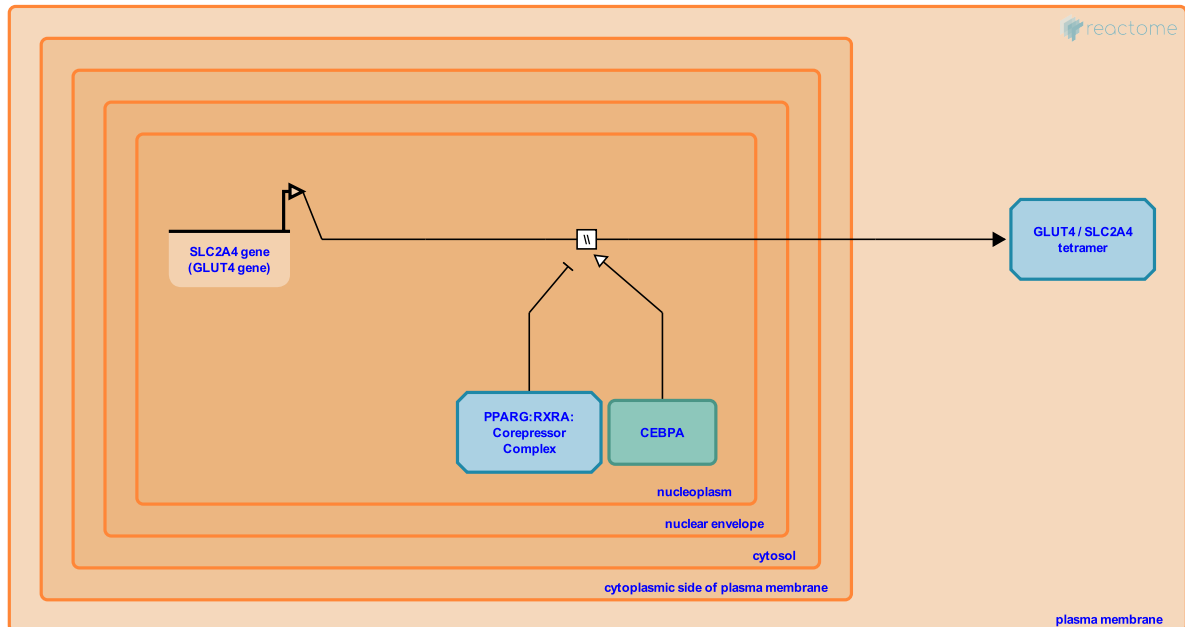 reactome
SLC2A4 gene
(GLUT4 gene)
\\
GLUT4 / SLC2A4
tetramer
PPARG:RXRA:
Corepressor
Complex
CEBPA
nucleoplasm
nuclear envelope
cytosol
cytoplasmic side of plasma membrane
plasma membrane